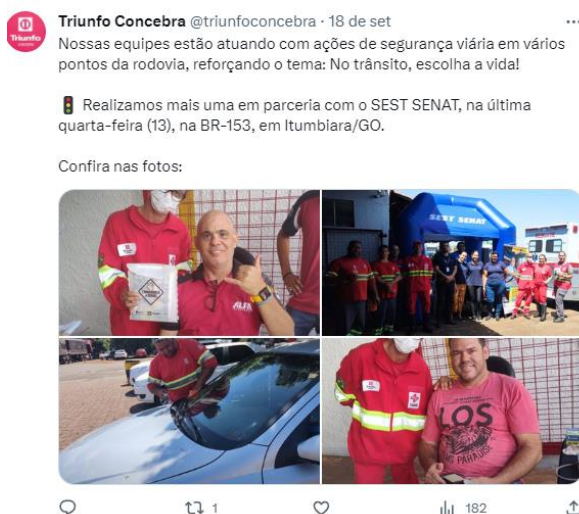 Triunfo
Triunfo Concebra @triunfoconcebra · 18 de set
Nossas equipes estão atuando com ações de segurança viária em vários
pontos da rodovia, reforçando o tema: No trânsito, escolha a vida!
🚦 Realizamos mais uma em parceria com o SEST SENAT, na última
quarta-feira (13), na BR-153, em Itumbiara/GO.
Confira nas fotos:
ALFA
SEST SENAT
LOS
PARAL
1
182